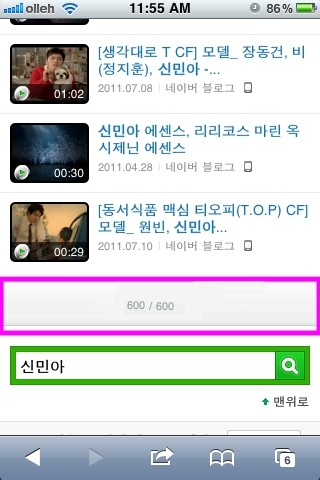 olleh 11:55 AM 86%
[생각대로 T CF] 모델_ 장동건, 비
(정지훈), 신민아 -...
01:02
2011.07.08 네이버 블로그
신민아 에센스, 리리코스 마린 옥
시제닌 에센스
00:30
2011.04.28 네이버 블로그
[동서식품 맥심 티오피(T.O.P) CF]
모델_ 원빈, 신민아...
00:29
2011.07.10 네이버 블로그
600 / 600
신민아
맨위로
6